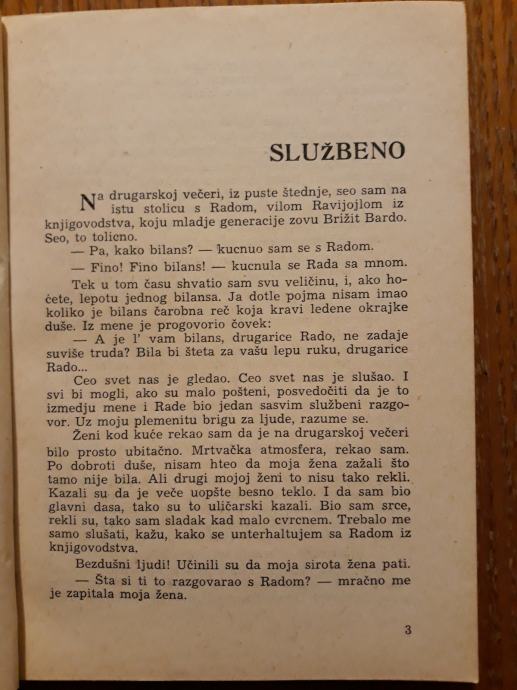 SLUŽBENO
Na drugarskoj večeri, iz puste štednje, seo sam na
istu stolicu s Radom, vilom Ravijojlom iz
knjigovodstva, koju mladje generacije zovu Brižit Bardo.
Seo, to tolicno.
— Pa, kako bilans? — kucnuo sam se s Radom.
— Fino! Fino bilans! — kucnula se Rada sa mnom.
Tek u tom času shvatio sam svu veličinu, i, ako ho-
ćete, lepotu jednog bilansa. Ja dotle pojma nisam imao
koliko je bilans čarobna reč koja kravi ledene okrajke
duše. Iz mene je progovorio čovek:
— A je l' vam bilans, drugarice Rado, ne zadaje
suviše truda? Bila bi šteta za vašu lepu ruku, drugarice
Rado...
Ceo svet nas je gledao. Ceo svet nas je slušao. I
svi bi mogli, ako su malo pošteni, posvedočiti da je to
izmedju mene i Rade bio jedan sasvim službeni razgo-
vor. Uz moju plemenitu brigu za ljude, razume se.
Ženi kod kuće rekao sam da je na drugarskoj večeri
bilo prosto ubitačno. Mrtvačka atmosfera, rekao sam.
Po dobroti duše, nisam hteo da moja žena zažali što
tamo nije bila. Ali drugi mojoj ženi to nisu tako rekli.
Kazali su da je veče uopšte besno teklo. I da sam bio
glavni dasa, tako su to uličarski kazali. Bio sam srce,
rekli su, tako sam sladak kad malo cvrcnem. Trebalo me
samo slušati, kažu, kako se unterhaltujem sa Radom iz
knjigovodstva.
Bezdušni ljudi! Učinili su da moja sirota žena pati.
— Šta si ti to razgovarao s Radom? — mračno me
je zapitala moja žena.
3